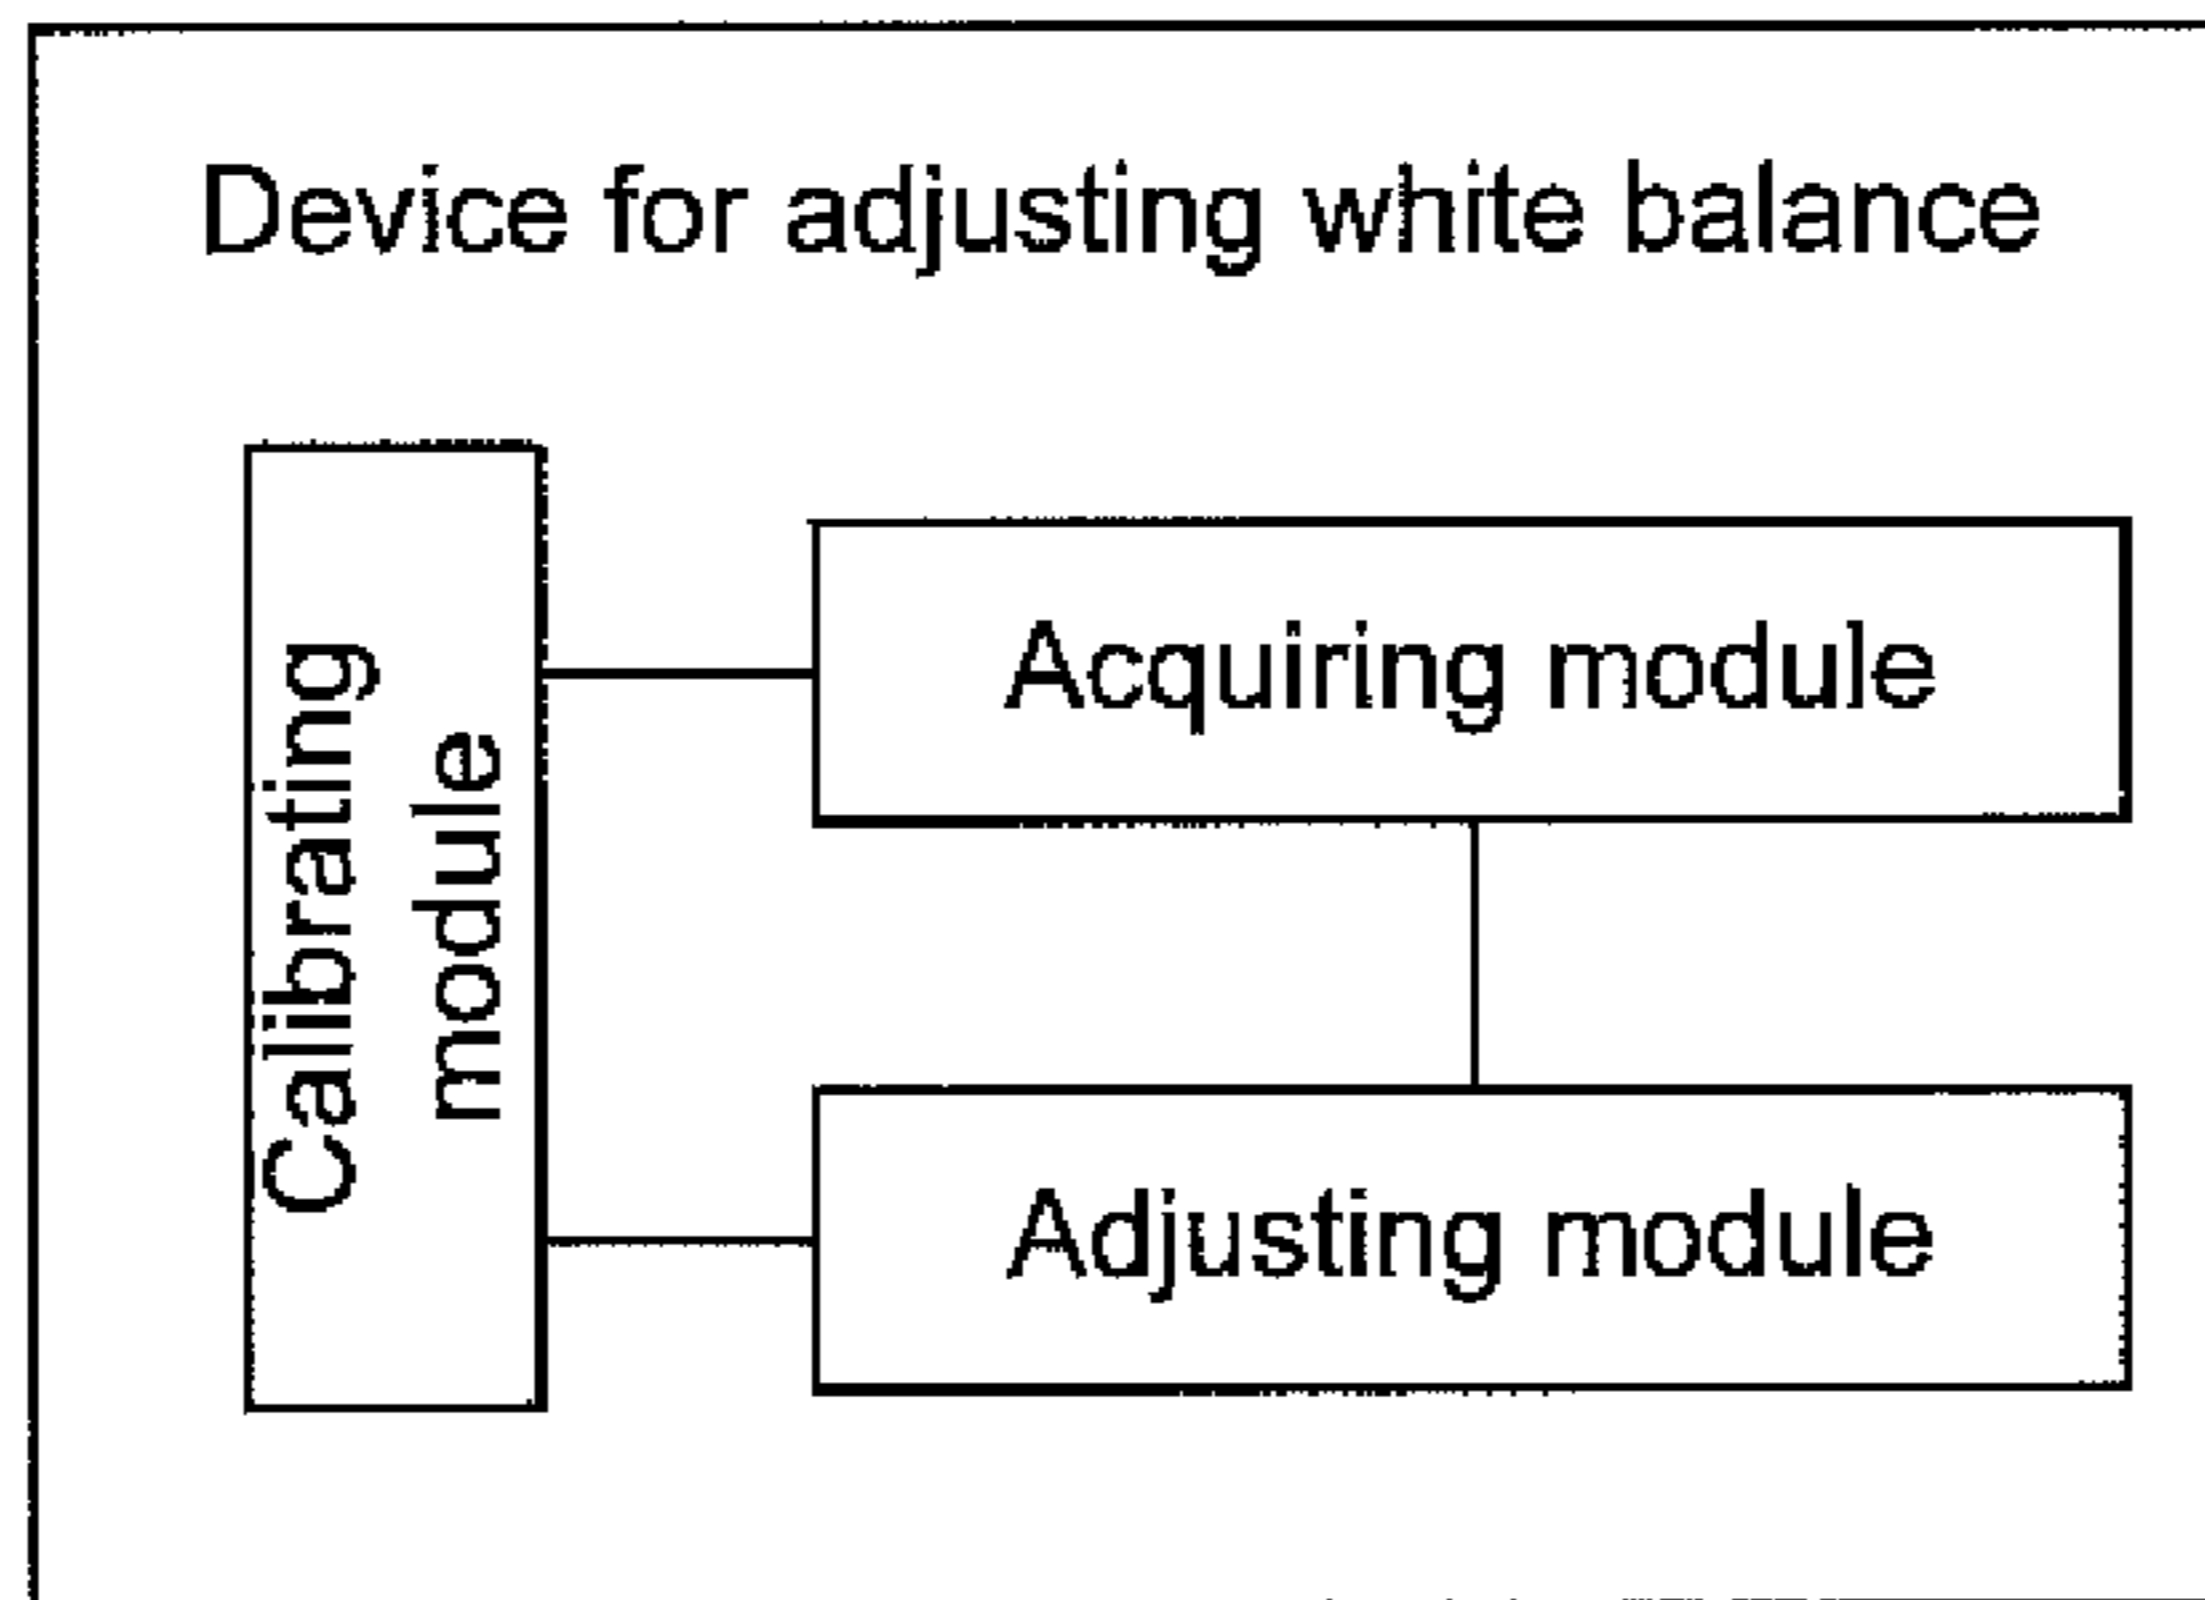 Device for adjusting white balance
Calibrating
module
Acquiring module
Adjusting module